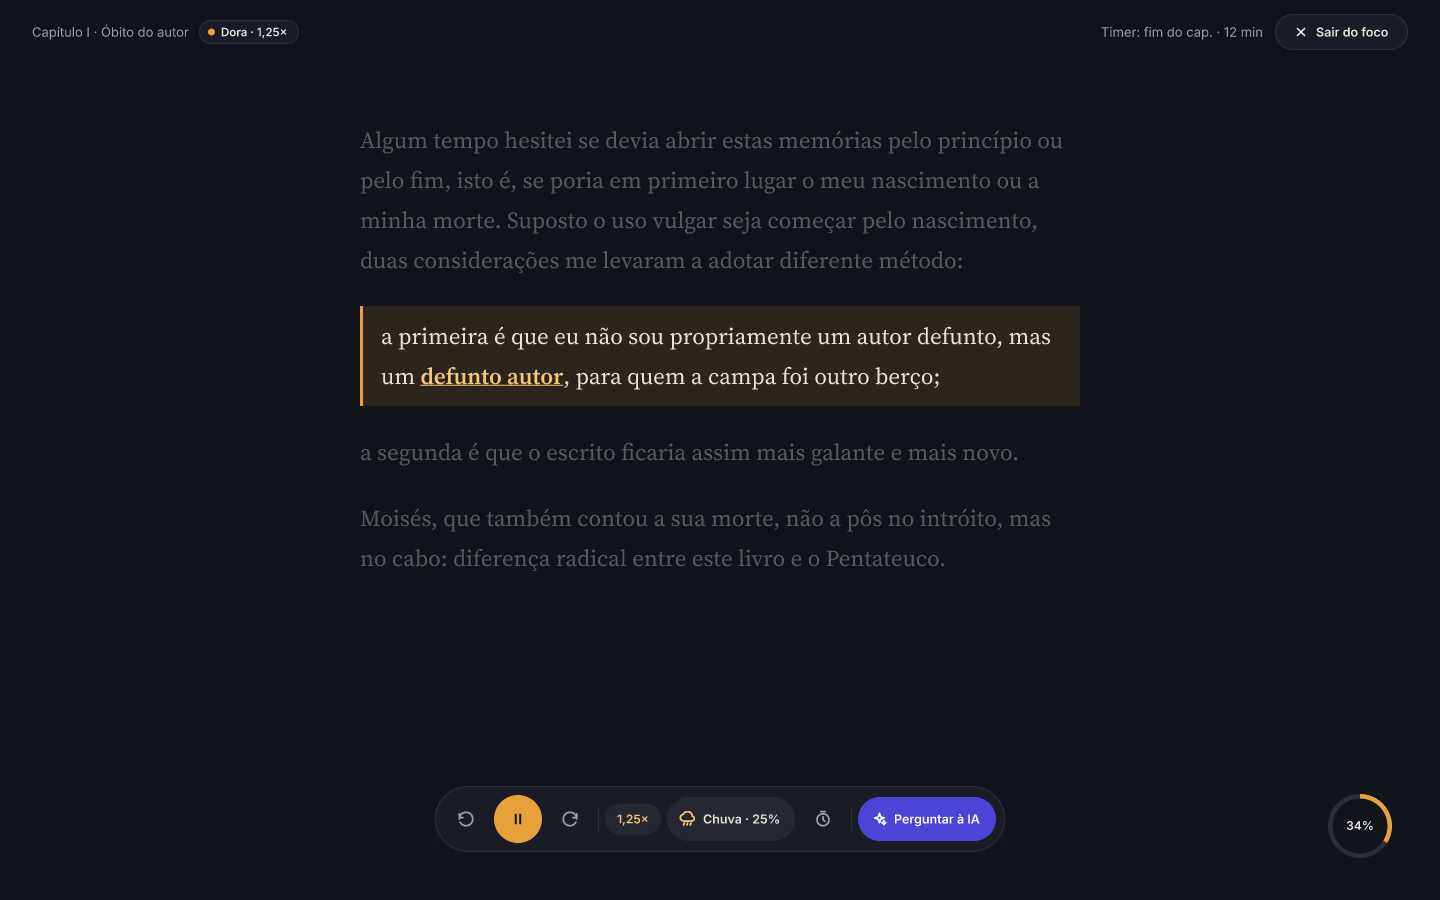 Capítulo I · Óbito do autor
Dora · 1,25×
Timer: fim do cap. · 12 min
Sair do foco
Algum tempo hesitei se devia abrir estas memórias pelo princípio ou
pelo fim, isto é, se poria em primeiro lugar o meu nascimento ou a
minha morte. Suposto o uso vulgar seja começar pelo nascimento,
duas considerações me levaram a adotar diferente método:
a primeira é que eu não sou propriamente um autor defunto, mas
um defunto autor, para quem a campa foi outro berço;
a segunda é que o escrito ficaria assim mais galante e mais novo.
Moisés, que também contou a sua morte, não a pôs no intróito, mas
no cabo: diferença radical entre este livro e o Pentateuco.
1,25×
Chuva · 25%
Perguntar à IA
34%